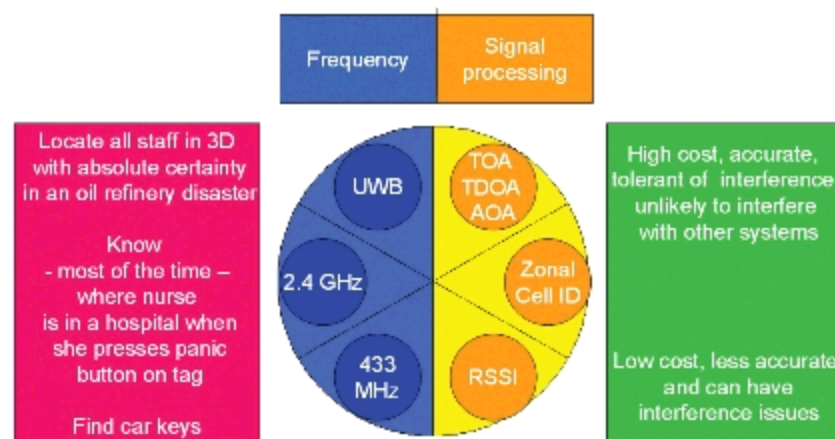 Frequency
Signal
processing
Locate all staff in 3D
with absolute certainty
in an oil refinery disaster
Know
- most of the time –
where nurse
is in a hospital when
she presses panic
button on tag
Find car keys
UWB
2.4 GHz
433
MHz
TOA
TDOA
AOA
Zonal
Cell ID
RSSI
High cost, accurate,
tolerant of interference
unlikely to interfere
with other systems
Low cost, less accurate
and can have
interference issues